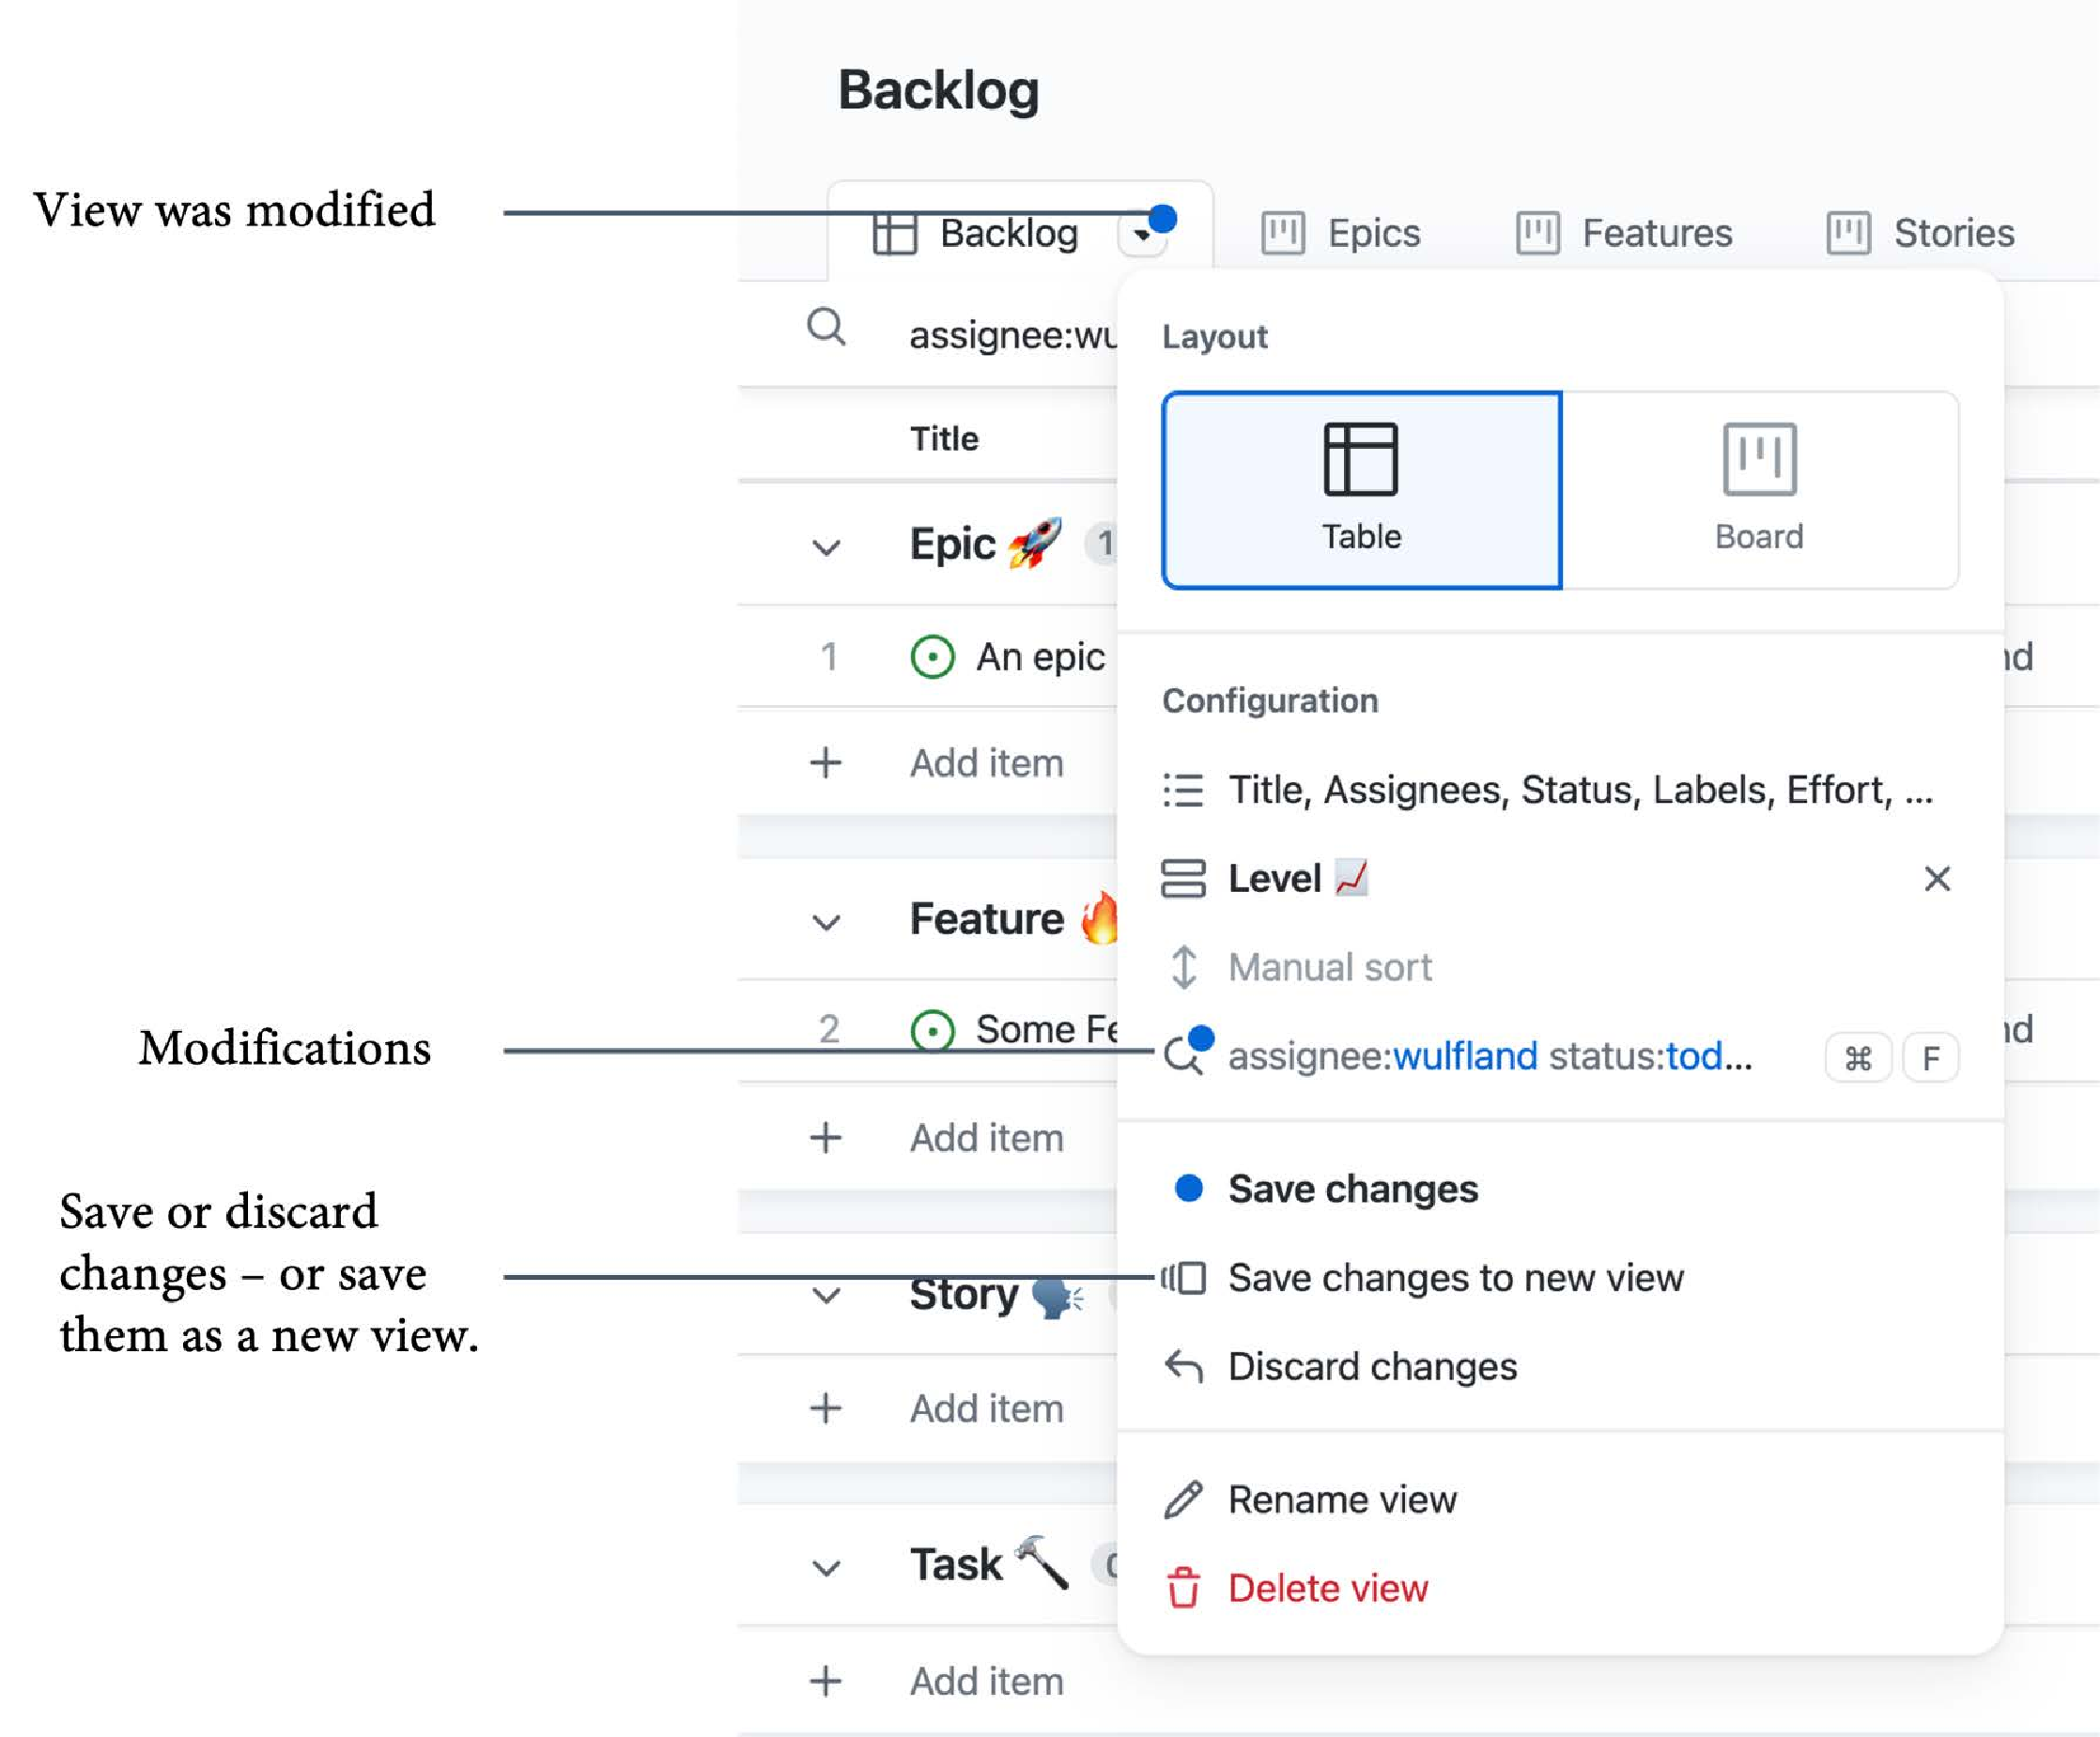 Backlog
View was modified
Backlog
Epics
Features
Stories
assignee:wu
Layout
Title
Table
Board
Epic 🚀 1
1 An epic
Configuration
Add item
Title, Assignees, Status, Labels, Effort, ...
Level 📈
Feature 🔥
Manual sort
2 Some Fe
Modifications
assignee:wulfland status:tod... ⌘ F
Add item
Save changes
Save or discard
changes – or save
them as a new view.
Save changes to new view
Story 🗣️
Discard changes
Add item
Rename view
Task 🔨
Delete view
Add item